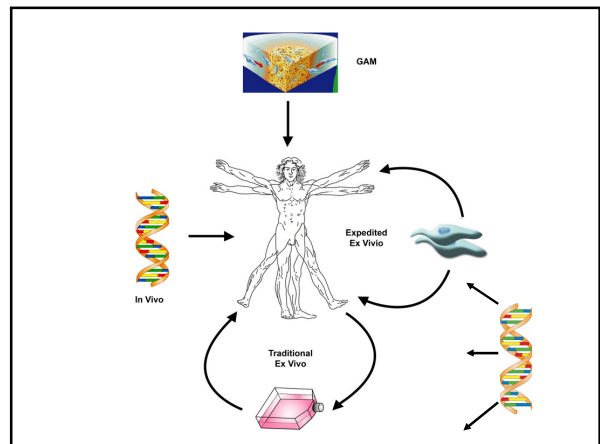 GAM
Expedited
Ex Vivio
In Vivo
Traditional
Ex Vivo